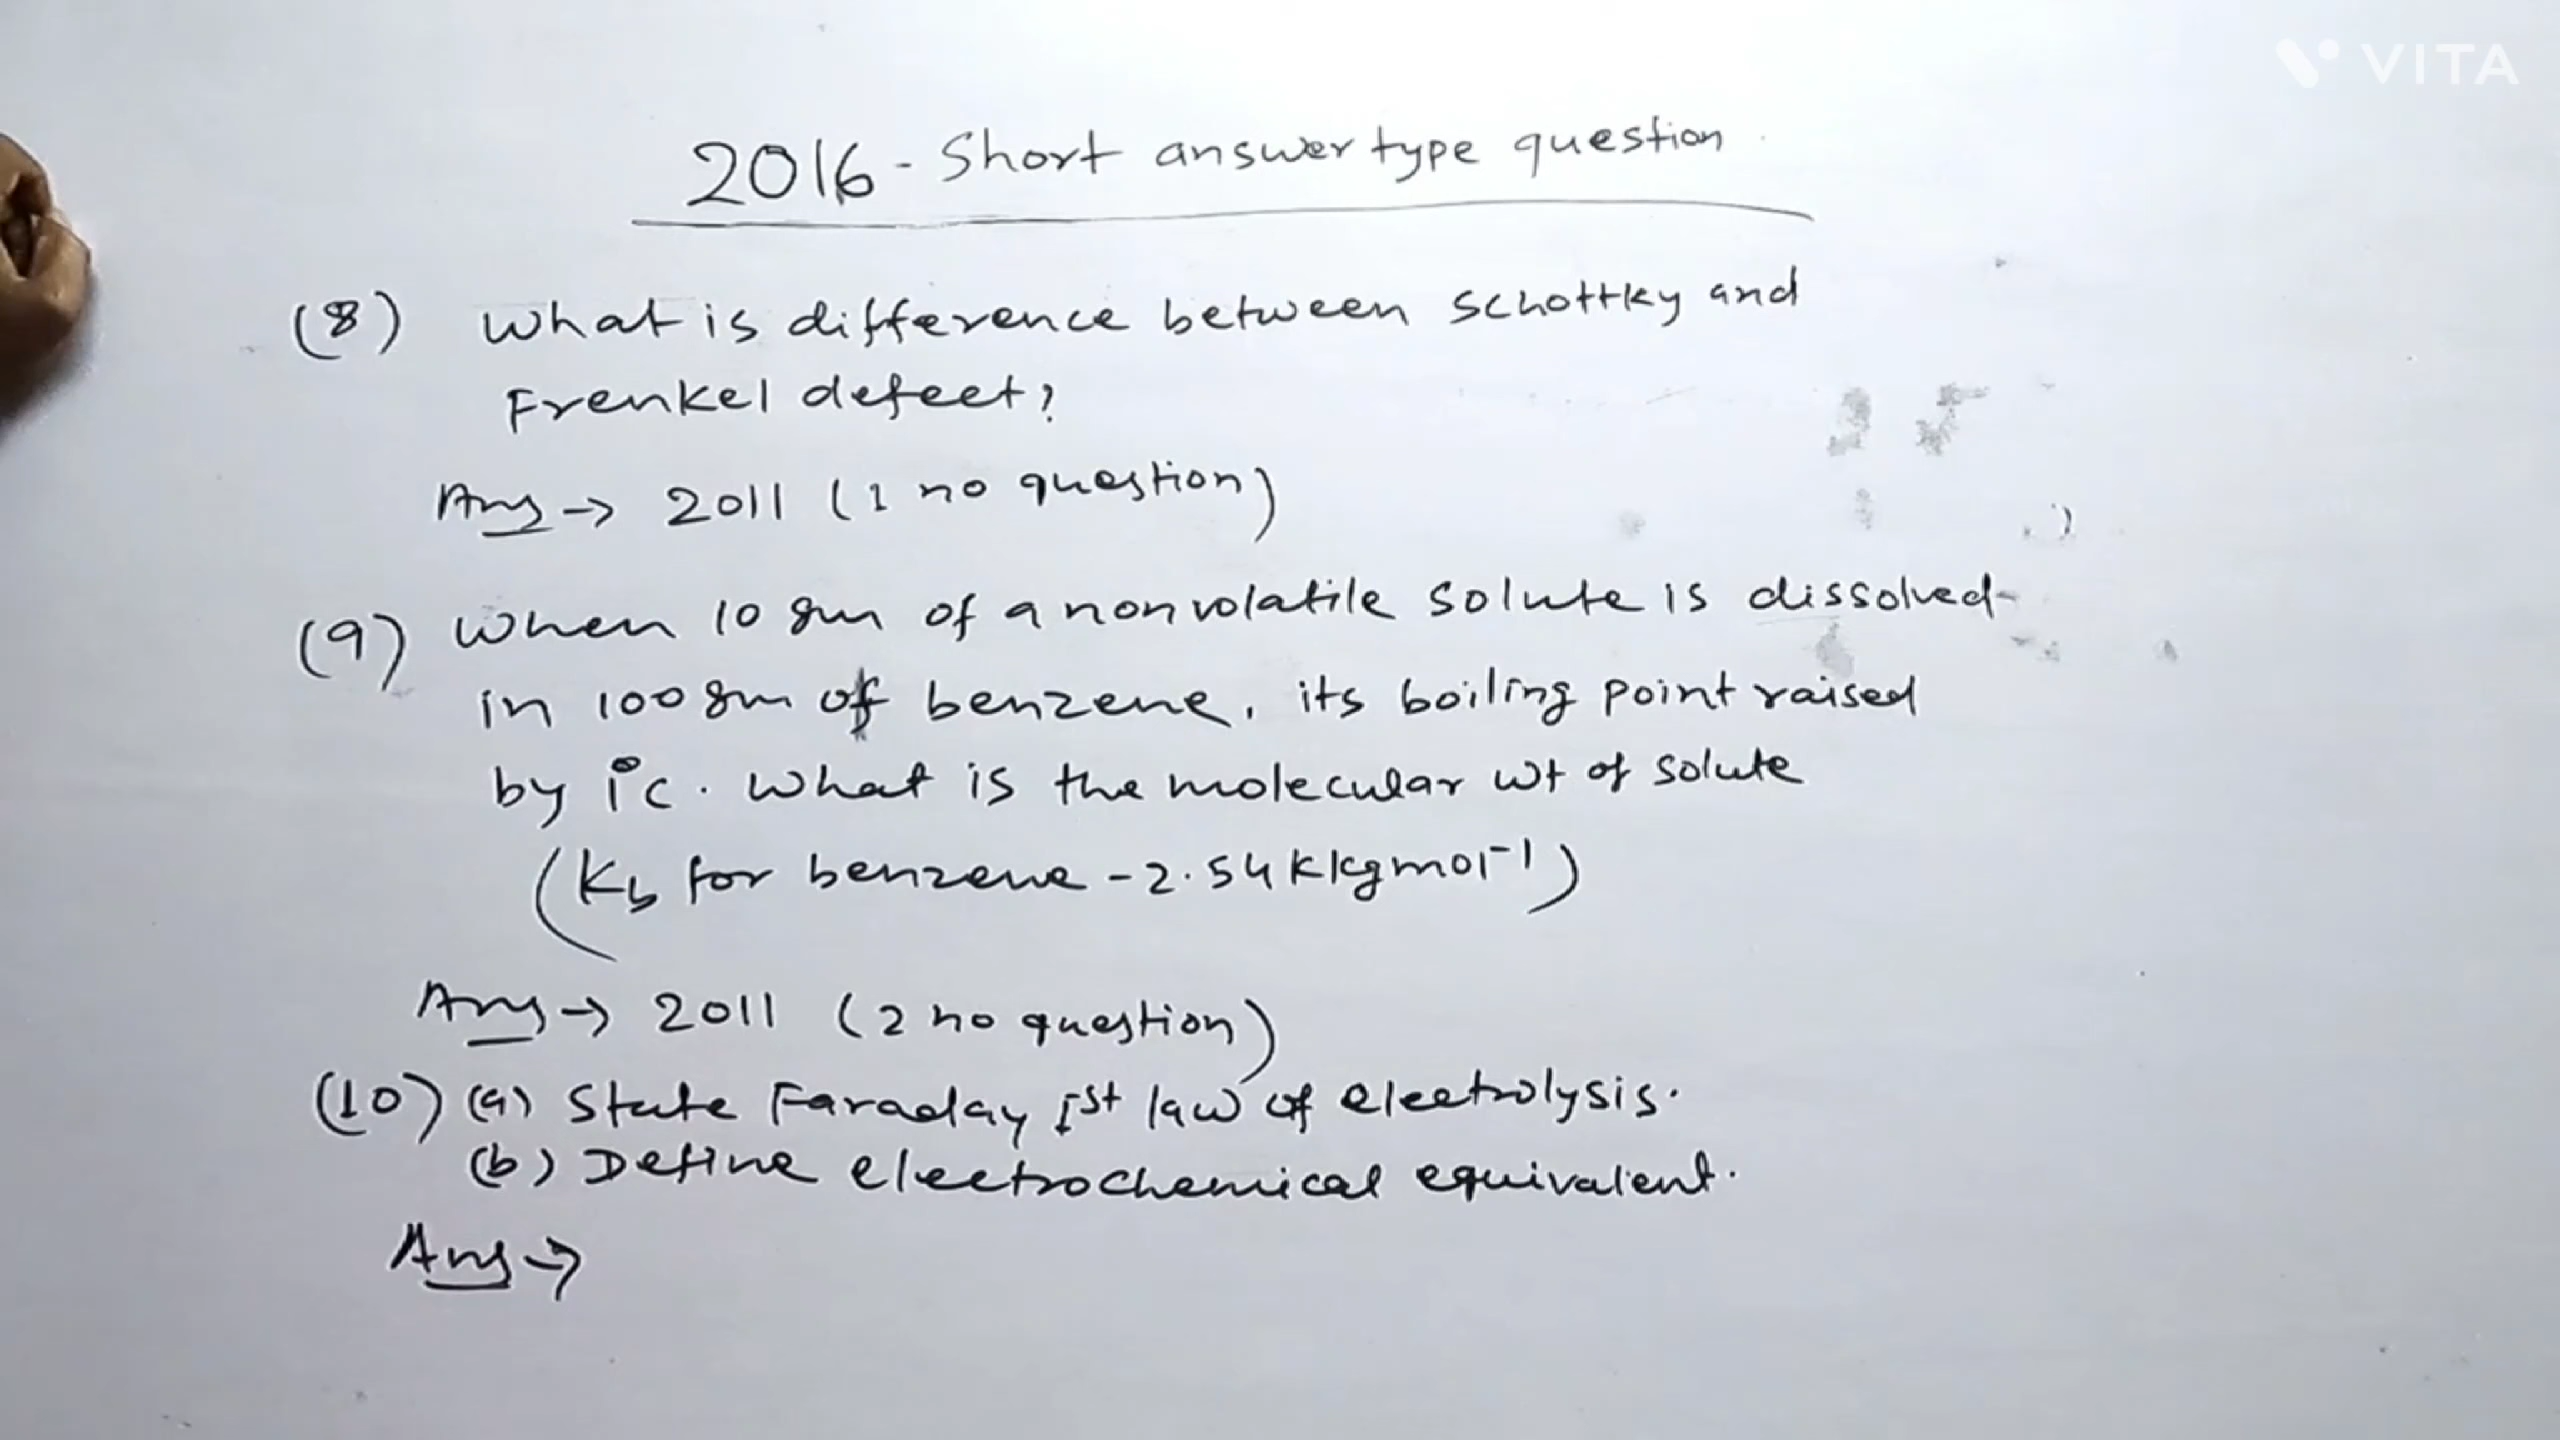 VITA
2016 - Short answer type question
(8) What is difference between schottky and
Frenkel defeet?
Ans → 2011 (1 no question)
(9) When 10 gm of a nonvolatile solute is dissolved
in 100 gm of benzene, its boiling point raised
by 1°c. What is the molecular wt of solute
(Kb for benzene - 2.54 K kg mol-1)
Ans → 2011 (2 no question)
(10) (a) State Faraday Ist law of electrolysis.
(b) Define electrochemical equivalent.
Ans →